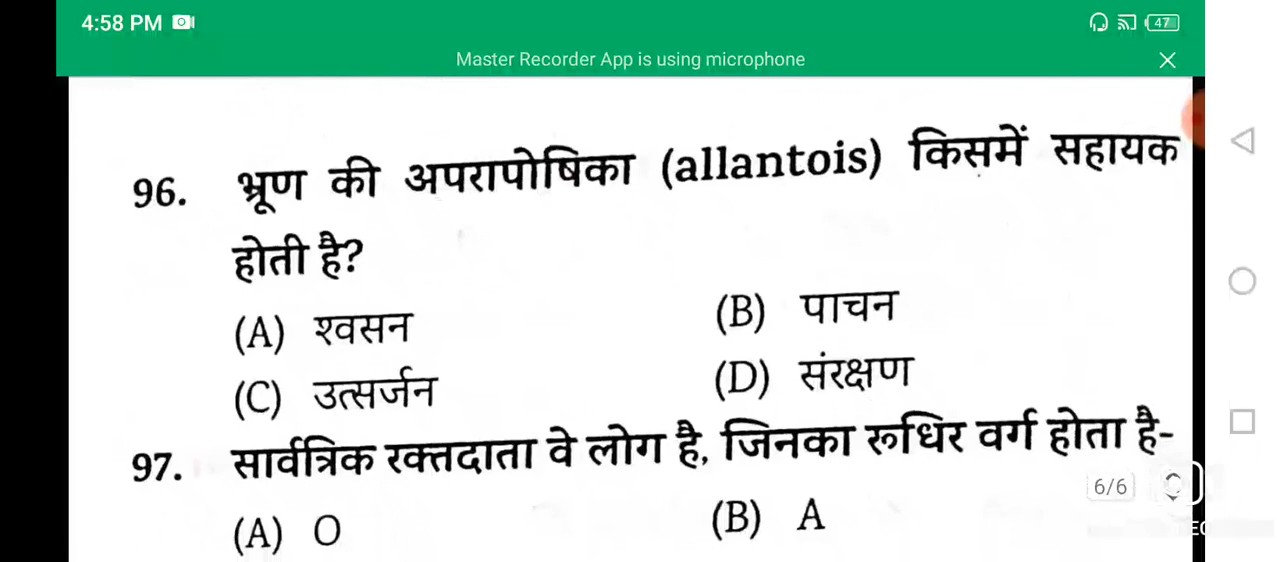 4:58 PM
47
Master Recorder App is using microphone
96. भ्रूण की अपरापोषिका (allantois) किसमें सहायक
होती है?
(A) श्वसन (B) पाचन
(C) उत्सर्जन (D) संरक्षण
97. सार्वत्रिक रक्तदाता वे लोग है, जिनका रूधिर वर्ग होता है-
6/6
(A) O (B) A